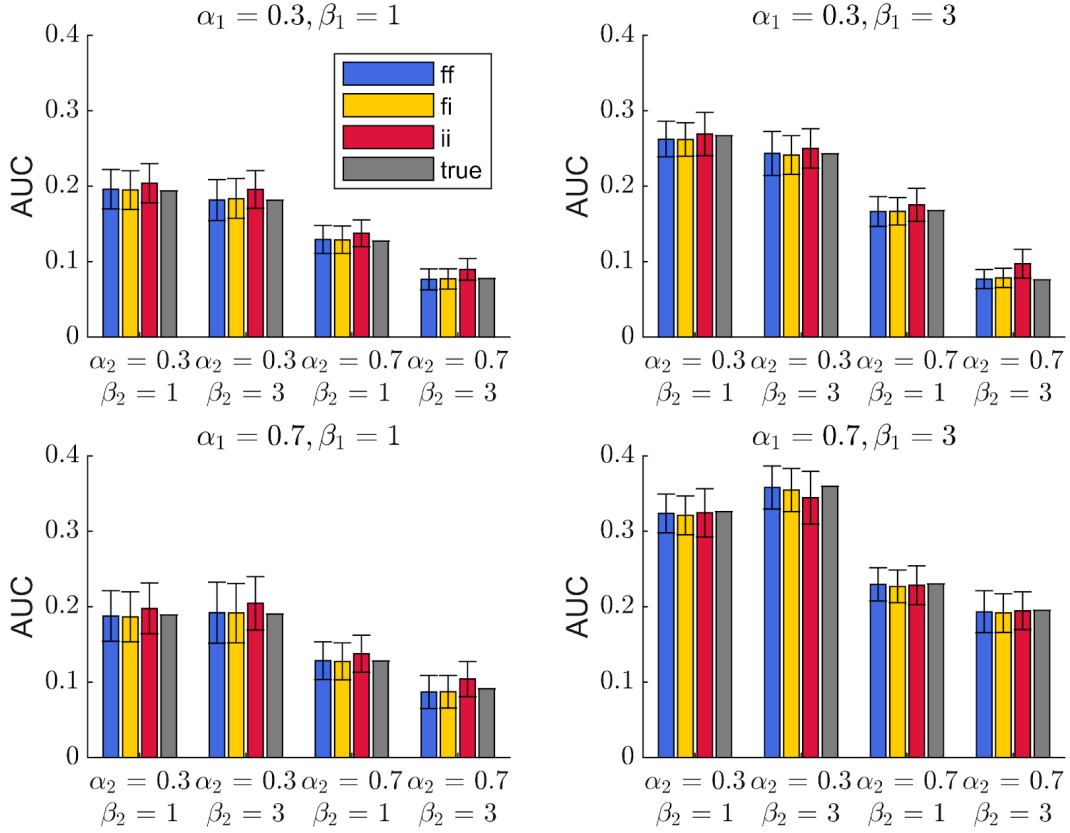 α₁ = 0.3, β₁ = 1
AUC
0.4
0.3
0.2
0.1
0
ff
fi
ii
true
α₂ = 0.3 α₂ = 0.3 α₂ = 0.7 α₂ = 0.7
β₂ = 1 β₂ = 3 β₂ = 1 β₂ = 3
α₁ = 0.3, β₁ = 3
AUC
0.4
0.3
0.2
0.1
0
α₂ = 0.3 α₂ = 0.3 α₂ = 0.7 α₂ = 0.7
β₂ = 1 β₂ = 3 β₂ = 1 β₂ = 3
α₁ = 0.7, β₁ = 1
AUC
0.4
0.3
0.2
0.1
0
α₂ = 0.3 α₂ = 0.3 α₂ = 0.7 α₂ = 0.7
β₂ = 1 β₂ = 3 β₂ = 1 β₂ = 3
α₁ = 0.7, β₁ = 3
AUC
0.4
0.3
0.2
0.1
0
α₂ = 0.3 α₂ = 0.3 α₂ = 0.7 α₂ = 0.7
β₂ = 1 β₂ = 3 β₂ = 1 β₂ = 3